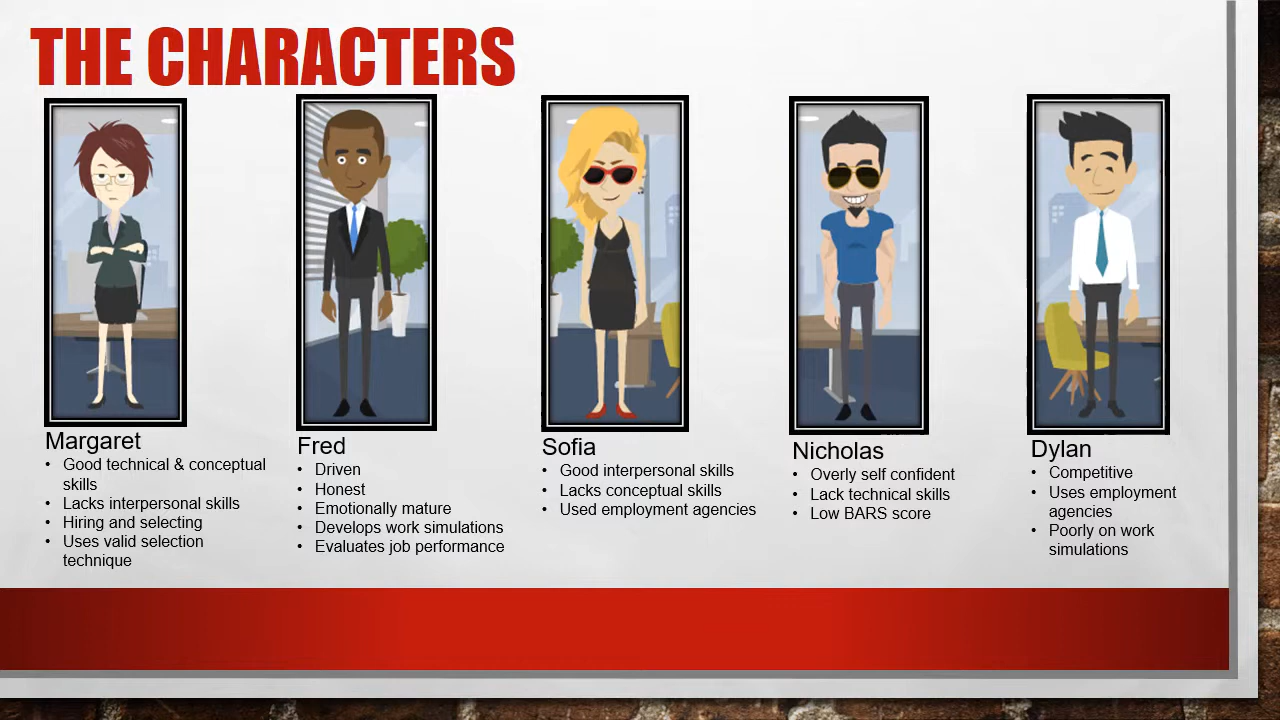 THE CHARACTERS
Margaret
• Good technical & conceptual
skills
• Lacks interpersonal skills
• Hiring and selecting
• Uses valid selection
technique
Fred
• Driven
• Honest
• Emotionally mature
• Develops work simulations
• Evaluates job performance
Sofia
• Good interpersonal skills
• Lacks conceptual skills
• Used employment agencies
Nicholas
• Overly self confident
• Lack technical skills
• Low BARS score
Dylan
• Competitive
• Uses employment
agencies
• Poorly on work
simulations